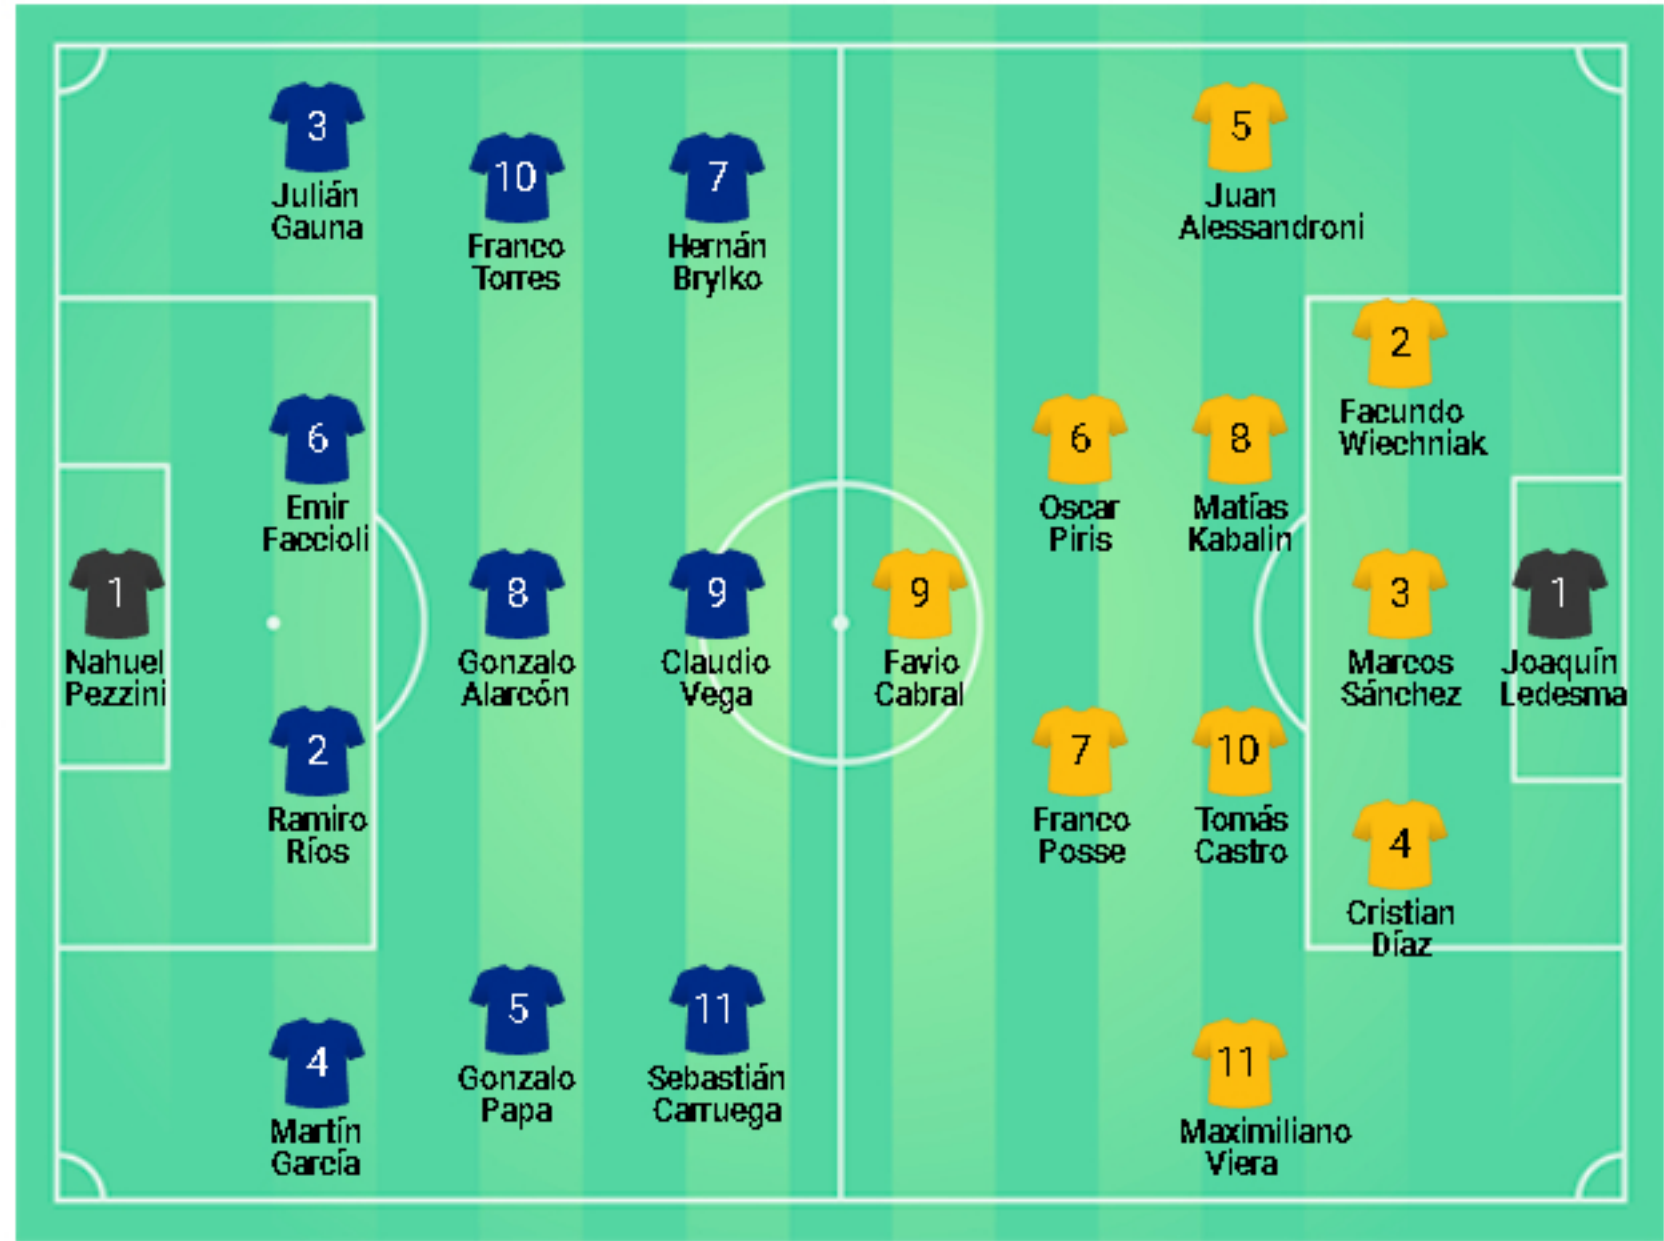 3
Julián
Gauna
10
Franco
Torres
7
Hernán
Brylko
6
Emir
Faccioli
1
Nahuel
Pezzini
8
Gonzalo
Alarcón
9
Claudio
Vega
2
Ramiro
Ríos
4
Martín
García
5
Gonzalo
Papa
11
Sebastián
Carruega
5
Juan
Alessandroni
2
Facundo
Wiechniak
6
Oscar
Piris
8
Matías
Kabalin
9
Favio
Cabral
3
Marcos
Sánchez
1
Joaquín
Ledesma
7
Franco
Posse
10
Tomás
Castro
4
Cristian
Díaz
11
Maximiliano
Viera